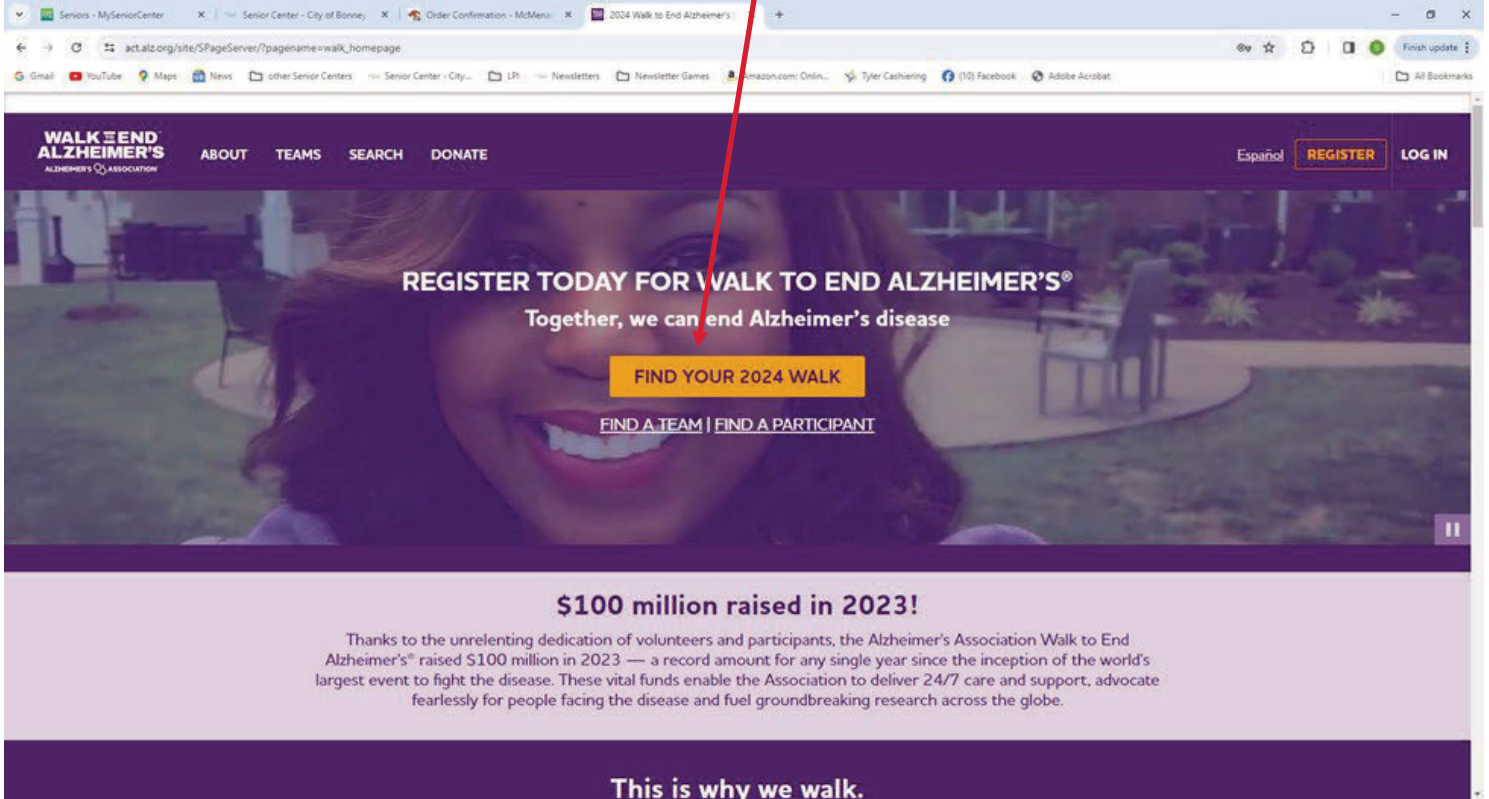 Seniors - MySeniorCenter
Senior Center - City of Bonney
Order Confirmation - McMena
2024 Walk to End Alzheimer's
act.alz.org/site/SPageServer/?pagename=walk_homepage
Finish update
Gmail YouTube Maps News other Senior Centers Senior Center - City... LPI Newsletters Newsletter Games Amazon.com: Onlin... Tyler Cashiering (10) Facebook Adobe Acrobat All Bookmarks
WALK TO END
ALZHEIMER'S
ALZHEIMER'S ASSOCIATION
ABOUT TEAMS SEARCH DONATE
Español REGISTER LOG IN
REGISTER TODAY FOR WALK TO END ALZHEIMER'S®
Together, we can end Alzheimer's disease
FIND YOUR 2024 WALK
FIND A TEAM | FIND A PARTICIPANT
$100 million raised in 2023!
Thanks to the unrelenting dedication of volunteers and participants, the Alzheimer's Association Walk to End
Alzheimer's® raised $100 million in 2023 — a record amount for any single year since the inception of the world's
largest event to fight the disease. These vital funds enable the Association to deliver 24/7 care and support, advocate
fearlessly for people facing the disease and fuel groundbreaking research across the globe.
This is why we walk.